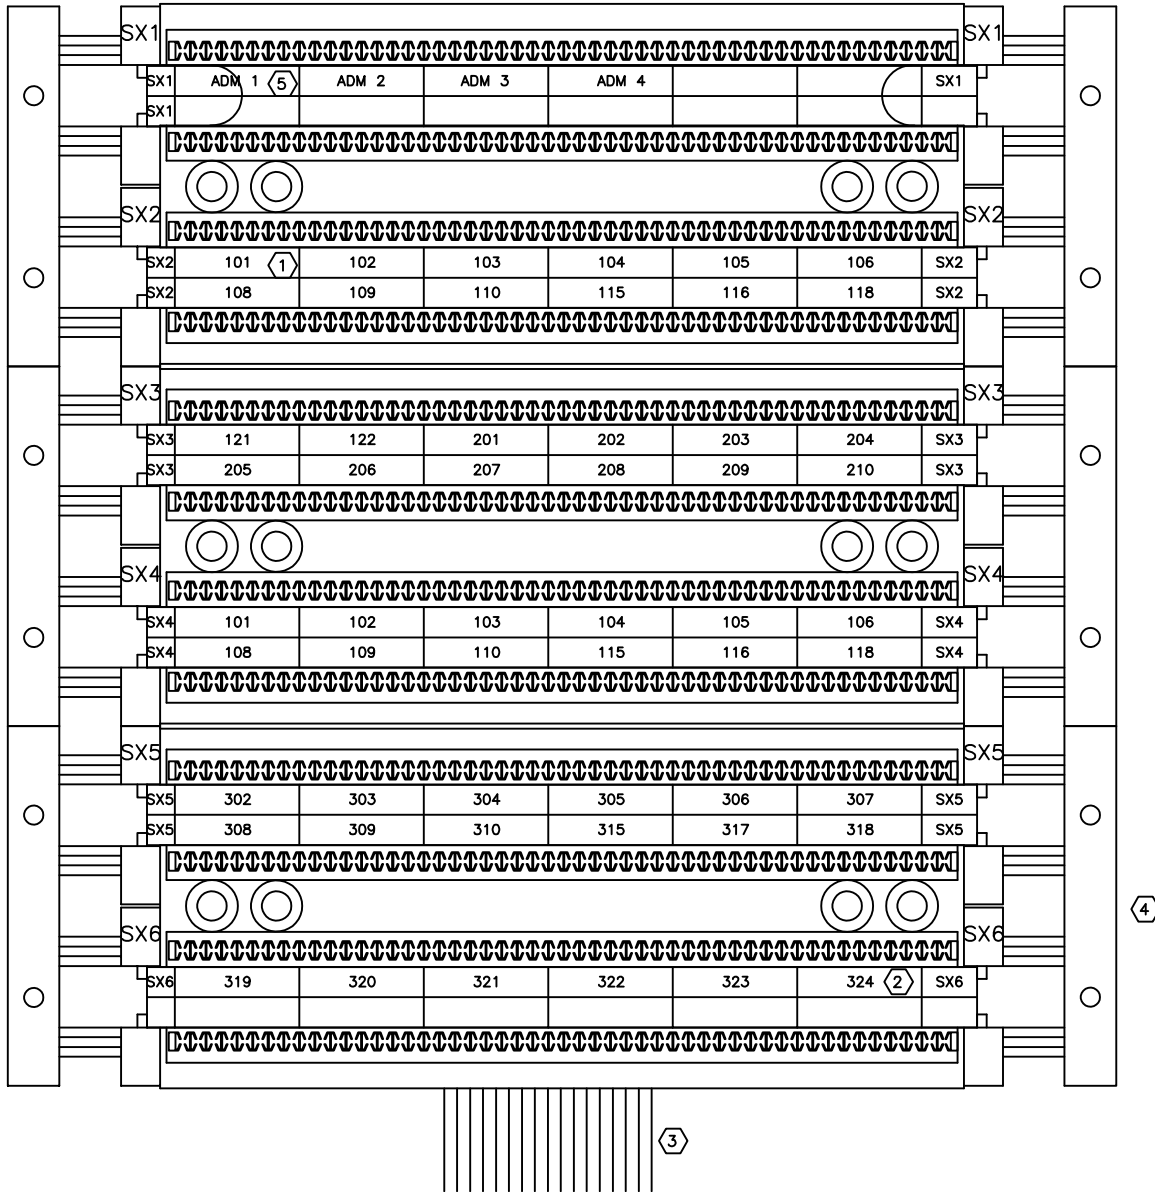 SX1 SX1
SX1 ADM 1 5 ADM 2 ADM 3 ADM 4 SX1
SX1
SX2 SX2
SX2 101 1 102 103 104 105 106 SX2
SX2 108 109 110 115 116 118 SX2
SX3 SX3
SX3 121 122 201 202 203 204 SX3
SX3 205 206 207 208 209 210 SX3
SX4 SX4
SX4 101 102 103 104 105 106 SX4
SX4 108 109 110 115 116 118 SX4
SX5 SX5
SX5 302 303 304 305 306 307 SX5
SX5 308 309 310 315 317 318 SX5
4
SX6 SX6
SX6 319 320 321 322 323 324 2 SX6
3